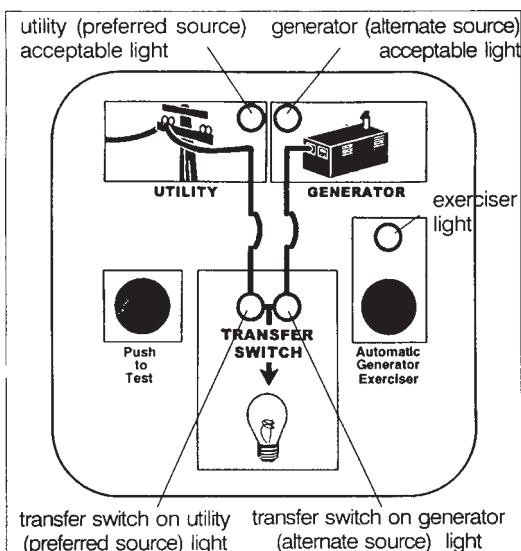 utility (preferred source)
acceptable light
generator (alternate source)
acceptable light
UTILITY
GENERATOR
exerciser
light
Push
to
Test
TRANSFER
SWITCH
Automatic
Generator
Exerciser
transfer switch on utility
(preferred source) light
transfer switch on generator
(alternate source) light